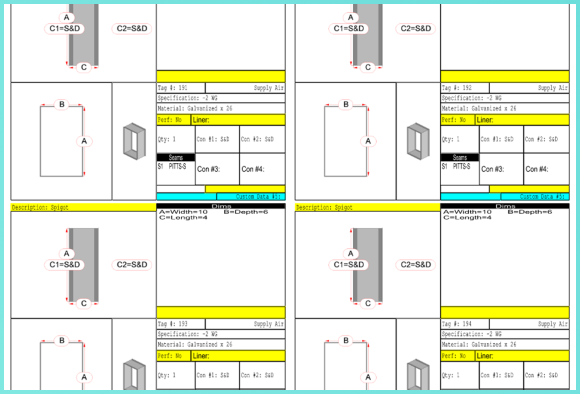 A
C1=S&D
C2=S&D
C
A
C1=S&D
C2=S&D
C
Tag #: 191 Supply Air
Specification: -2 WG
Material: Galvanized x 26
Perf: No Liner:
B
A
Qty: 1 Con #1: S&D Con #2: S&D
Seams
S1 PITTS-S
Con #3: Con #4:
Tag #: 192 Supply Air
Specification: -2 WG
Material: Galvanized x 26
Perf: No Liner:
B
A
Qty: 1 Con #1: S&D Con #2: S&D
Seams
S1 PITTS-S
Con #3: Con #4:
Description: Spigot
Dims
A=Width=10 B=Depth=6
C=Length=4
A
C1=S&D
C2=S&D
C
Description: Spigot
Dims
A=Width=10 B=Depth=6
C=Length=4
A
C1=S&D
C2=S&D
C
Tag #: 193 Supply Air
Specification: -2 WG
Material: Galvanized x 26
Perf: No Liner:
B
A
Qty: 1 Con #1: S&D Con #2: S&D
Tag #: 194 Supply Air
Specification: -2 WG
Material: Galvanized x 26
Perf: No Liner:
B
A
Qty: 1 Con #1: S&D Con #2: S&D